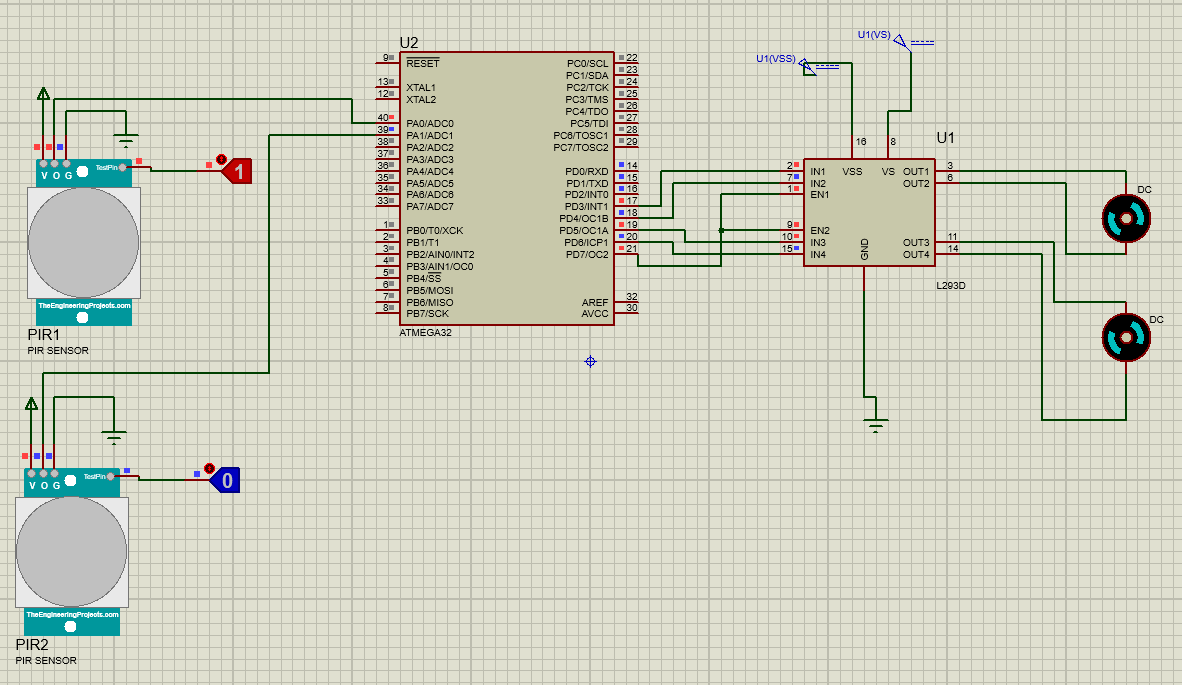 U2
9
RESET
13
XTAL1
12
XTAL2
40
PA0/ADC0
39
PA1/ADC1
38
PA2/ADC2
37
PA3/ADC3
36
PA4/ADC4
35
PA5/ADC5
34
PA6/ADC6
33
PA7/ADC7
1
PB0/T0/XCK
2
PB1/T1
3
PB2/AIN0/INT2
4
PB3/AIN1/OC0
5
PB4/SS
6
PB5/MOSI
7
PB6/MISO
8
PB7/SCK
PC0/SCL
22
PC1/SDA
23
PC2/TCK
24
PC3/TMS
25
PC4/TDO
26
PC5/TDI
27
PC6/TOSC1
28
PC7/TOSC2
29
PD0/RXD
14
PD1/TXD
15
PD2/INT0
16
PD3/INT1
17
PD4/OC1B
18
PD5/OC1A
19
PD6/ICP1
20
PD7/OC2
21
AREF
32
AVCC
30
ATMEGA32
U1(VS)
U1(VSS)
U1
16
8
2
IN1
7
IN2
1
EN1
9
EN2
10
IN3
15
IN4
VSS
VS
GND
OUT1
3
OUT2
6
OUT3
11
OUT4
14
L293D
DC
DC
V O G
TestPin
1
TheEngineeringProjects.com
PIR1
PIR SENSOR
V O G
TestPin
0
TheEngineeringProjects.com
PIR2
PIR SENSOR